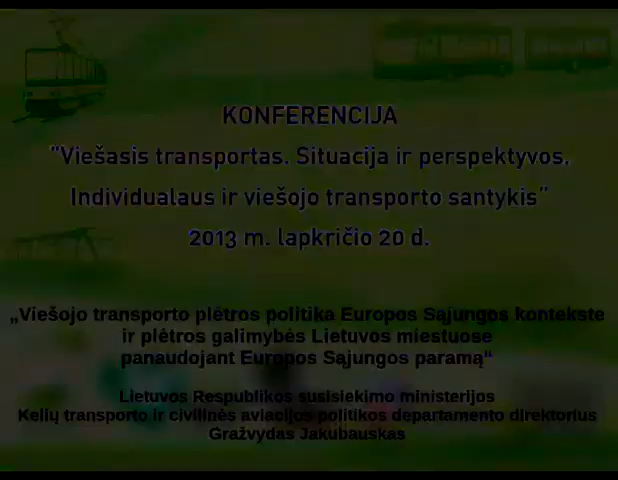 KONFERENCIJA
"Viešasis transportas. Situacija ir perspektyvos.
Individualaus ir viešojo transporto santykis"
2013 m. lapkričio 20 d.
„Viešojo transporto plėtros politika Europos Sąjungos kontekste
ir plėtros galimybės Lietuvos miestuose
panaudojant Europos Sąjungos paramą“
Lietuvos Respublikos susisiekimo ministerijos
Kelių transporto ir civilinės aviacijos politikos departamento direktorius
Gražvydas Jakubauskas